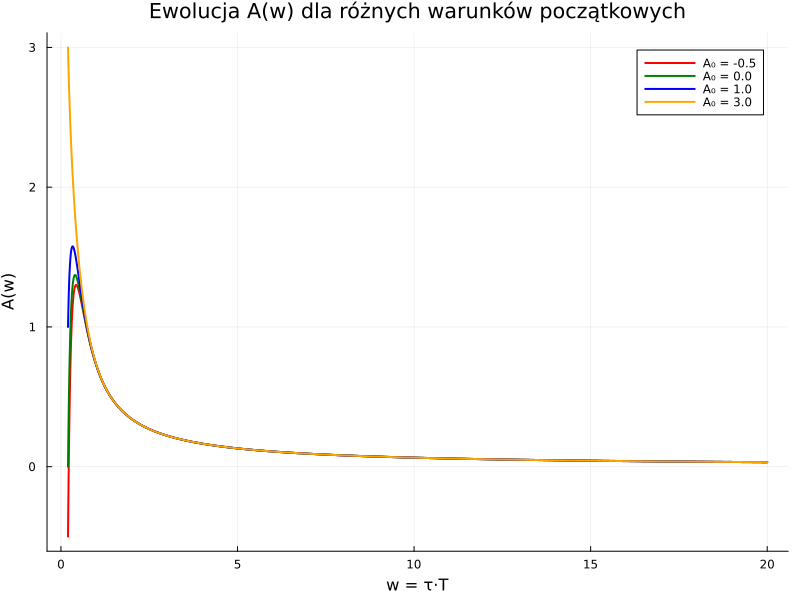 Ewolucja A(w) dla różnych warunków początkowych
A₀ = -0.5
A₀ = 0.0
A₀ = 1.0
A₀ = 3.0
3
2
1
0
A(w)
0 5 10 15 20
w = τ·T